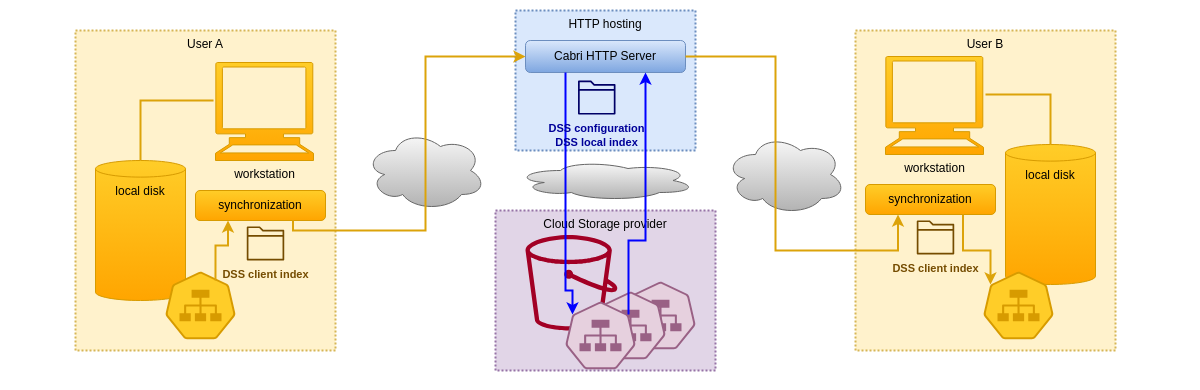 User A
workstation
local disk
synchronization
DSS client index
HTTP hosting
Cabri HTTP Server
DSS configuration
DSS local index
Cloud Storage provider
User B
workstation
local disk
synchronization
DSS client index